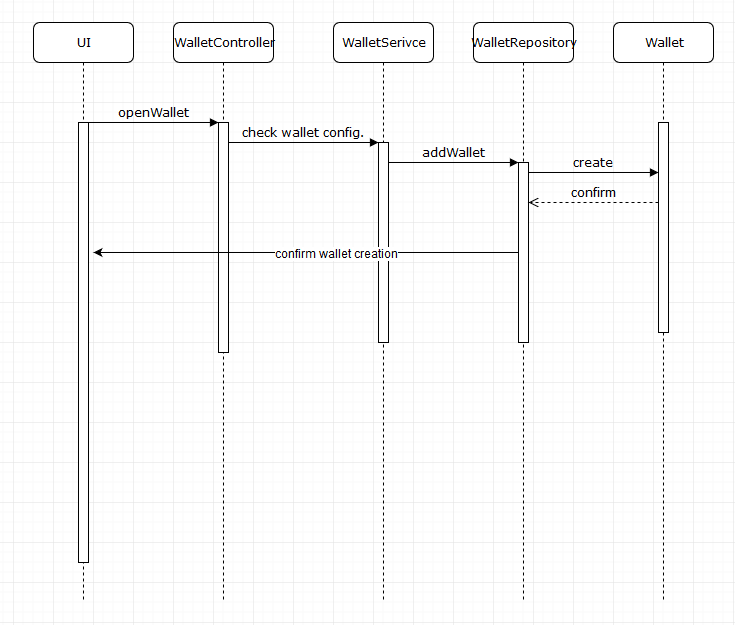 UI
WalletController
WalletSerivce
WalletRepository
Wallet
openWallet
check wallet config.
addWallet
create
confirm
confirm wallet creation